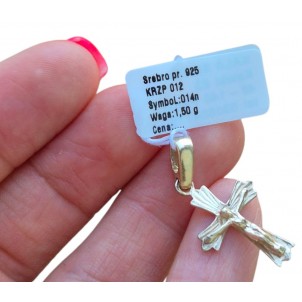 Srebro pr. 925
KRZP 012
Symbol:014n
Waga:1,50 g
Cena:....